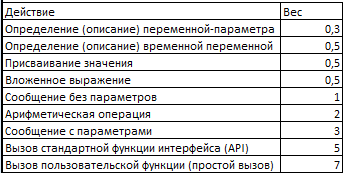 Действие Вес
Определение (описание) переменной-параметра 0,3
Определение (описание) временной переменной 0,5
Присваивание значения 0,5
Вложенное выражение 0,5
Сообщение без параметров 1
Арифметическая операция 2
Сообщение с параметрами 3
Вызов стандартной функции интерфейса (API) 5
Вызов пользовательской функции (простой вызов) 7